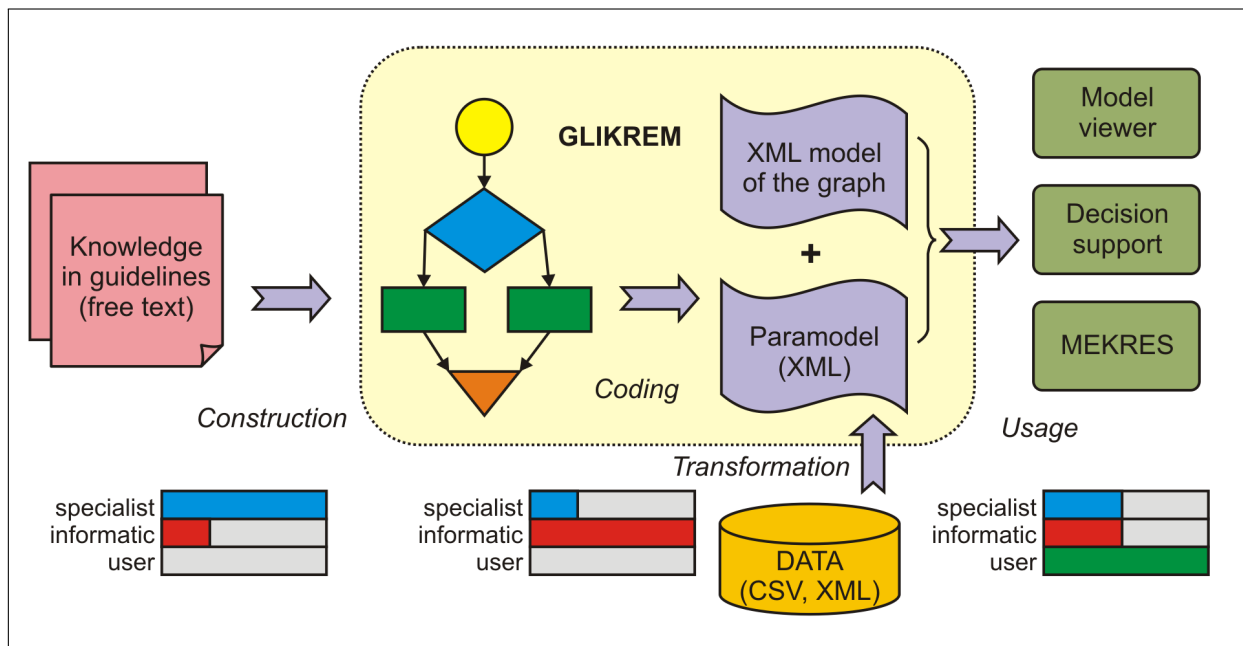 Knowledge
in guidelines
(free text)
Construction
GLIKREM
Coding
XML model
of the graph
+
Paramodel
(XML)
Transformation
DATA
(CSV, XML)
Usage
Model
viewer
Decision
support
MEKRES
specialist
informatic
user
specialist
informatic
user
specialist
informatic
user